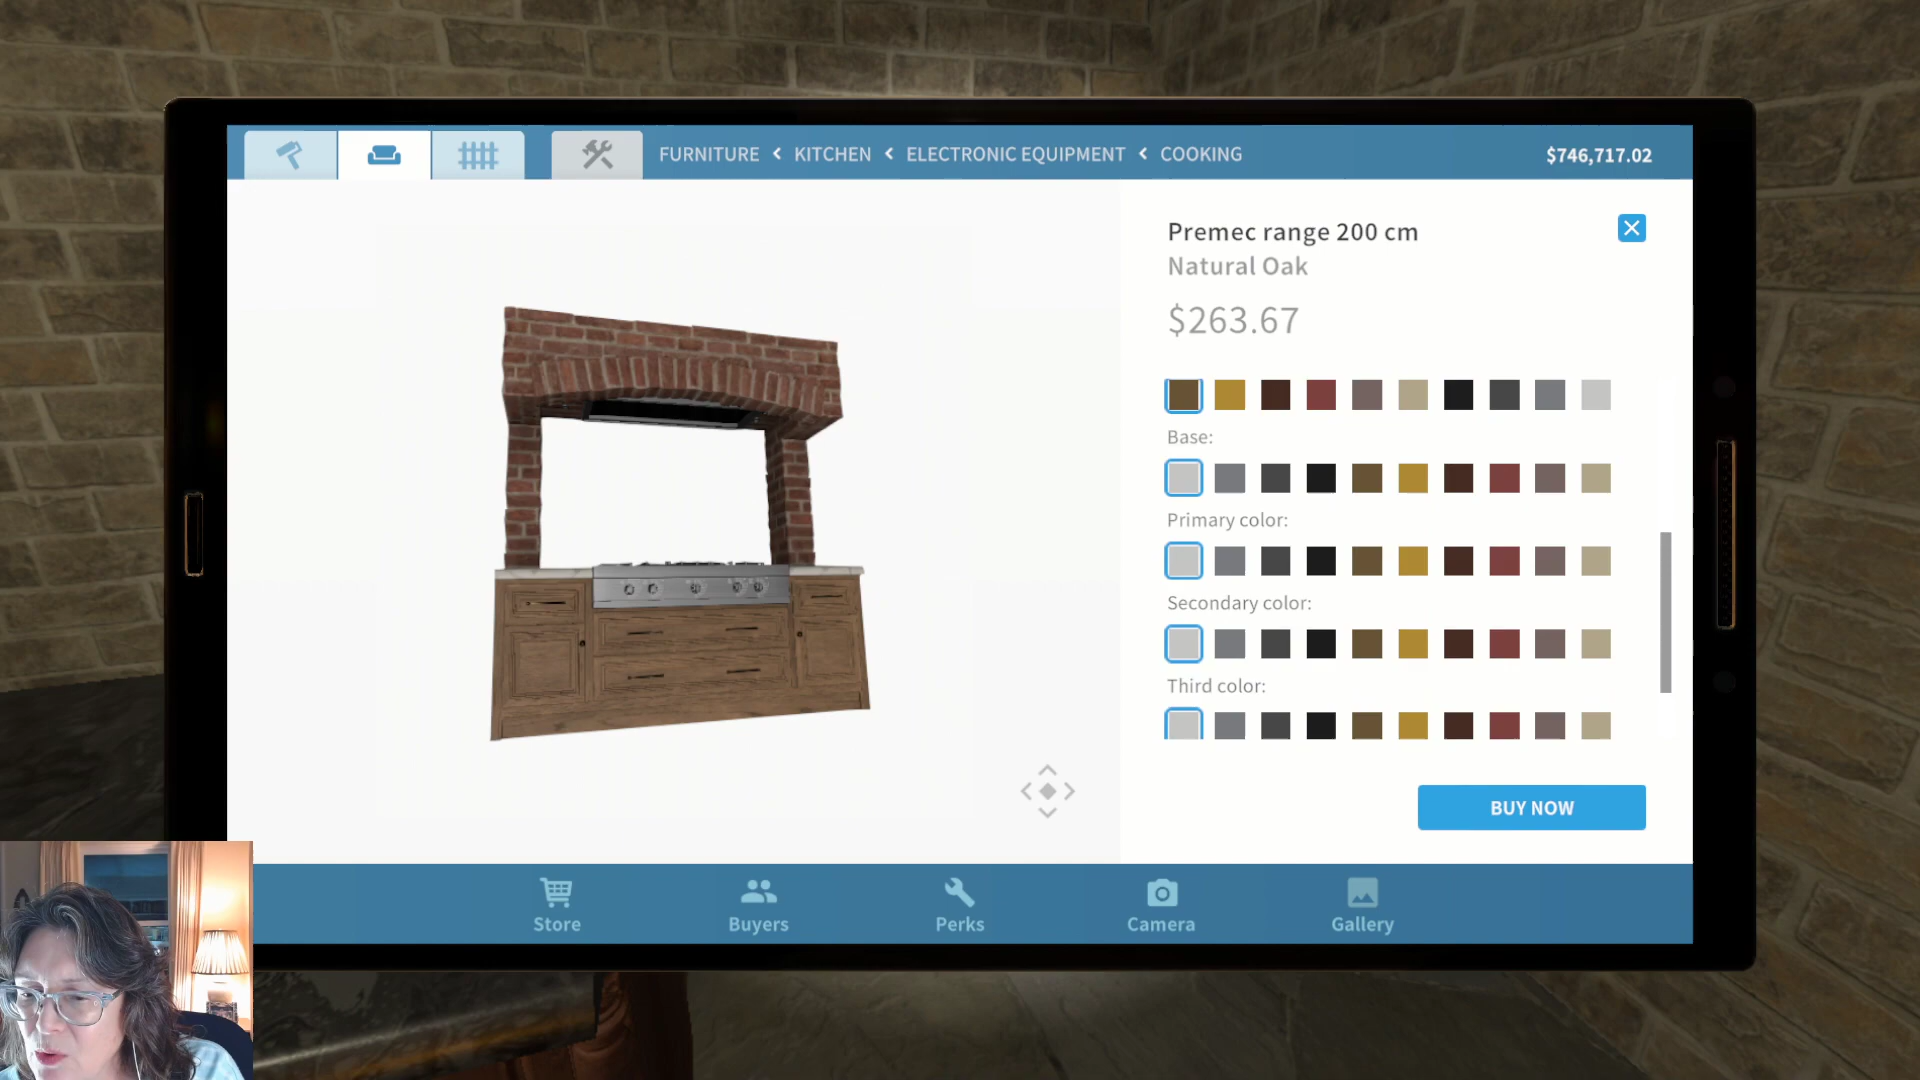 FURNITURE < KITCHEN < ELECTRONIC EQUIPMENT < COOKING
$746,717.02
Premec range 200 cm
Natural Oak
$263.67
Base:
Primary color:
Secondary color:
Third color:
BUY NOW
Store
Buyers
Perks
Camera
Gallery